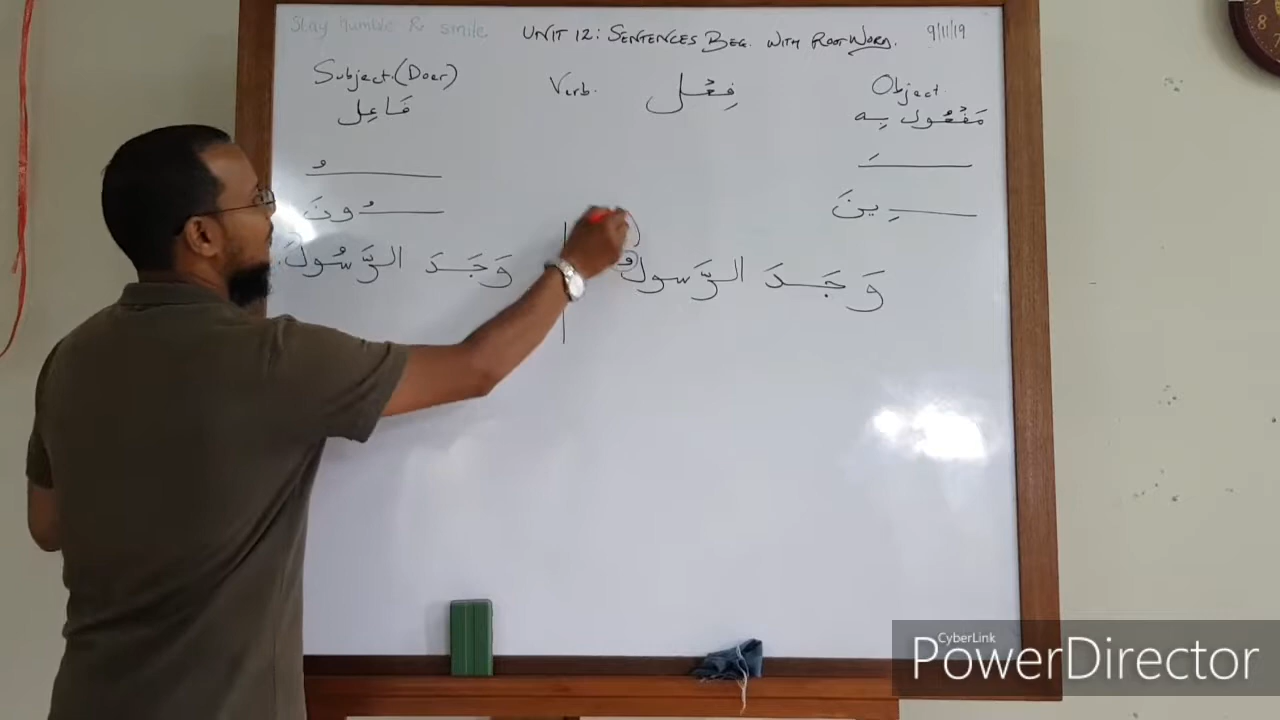 Stay humble & smile
UNIT 12: SENTENCES BEG. WITH ROOT WORD. 9/11/19
Subject.(Doer) Verb. فِعْل Object.
فَاعِل مَفْعُول بِه
ـُ ـَ
ـُونَ ـِينَ
وَجَدَ الرَّسول
وَجَدَ الرَّسُولَ
CyberLink
PowerDirector